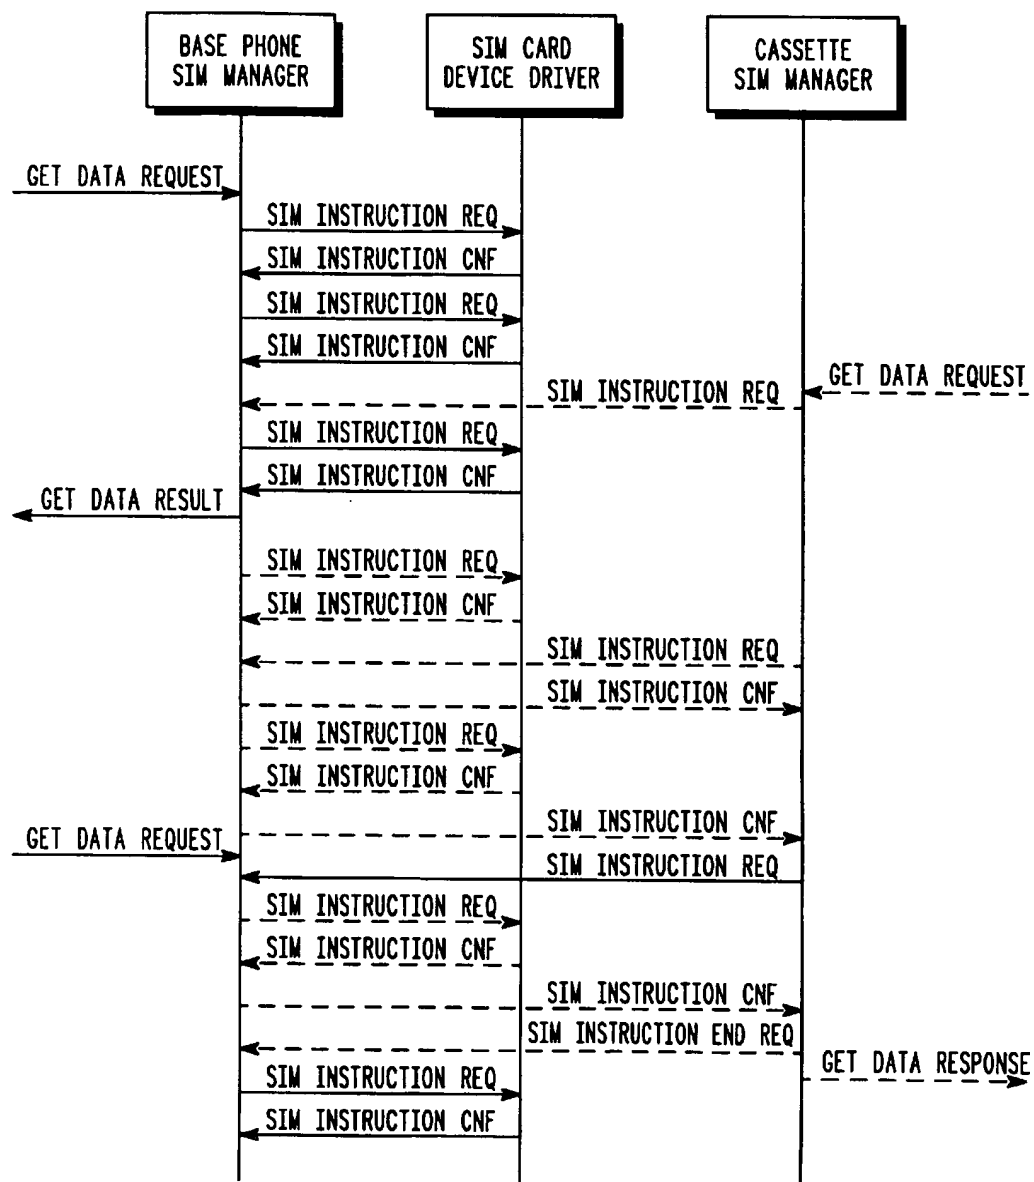 BASE PHONE
SIM MANAGER
SIM CARD
DEVICE DRIVER
CASSETTE
SIM MANAGER
GET DATA REQUEST
SIM INSTRUCTION REQ
SIM INSTRUCTION CNF
SIM INSTRUCTION REQ
SIM INSTRUCTION CNF
GET DATA REQUEST
SIM INSTRUCTION REQ
SIM INSTRUCTION REQ
SIM INSTRUCTION CNF
GET DATA RESULT
SIM INSTRUCTION REQ
SIM INSTRUCTION CNF
SIM INSTRUCTION REQ
SIM INSTRUCTION CNF
SIM INSTRUCTION REQ
SIM INSTRUCTION CNF
SIM INSTRUCTION CNF
GET DATA REQUEST
SIM INSTRUCTION REQ
SIM INSTRUCTION REQ
SIM INSTRUCTION CNF
SIM INSTRUCTION CNF
SIM INSTRUCTION END REQ
GET DATA RESPONSE
SIM INSTRUCTION REQ
SIM INSTRUCTION CNF